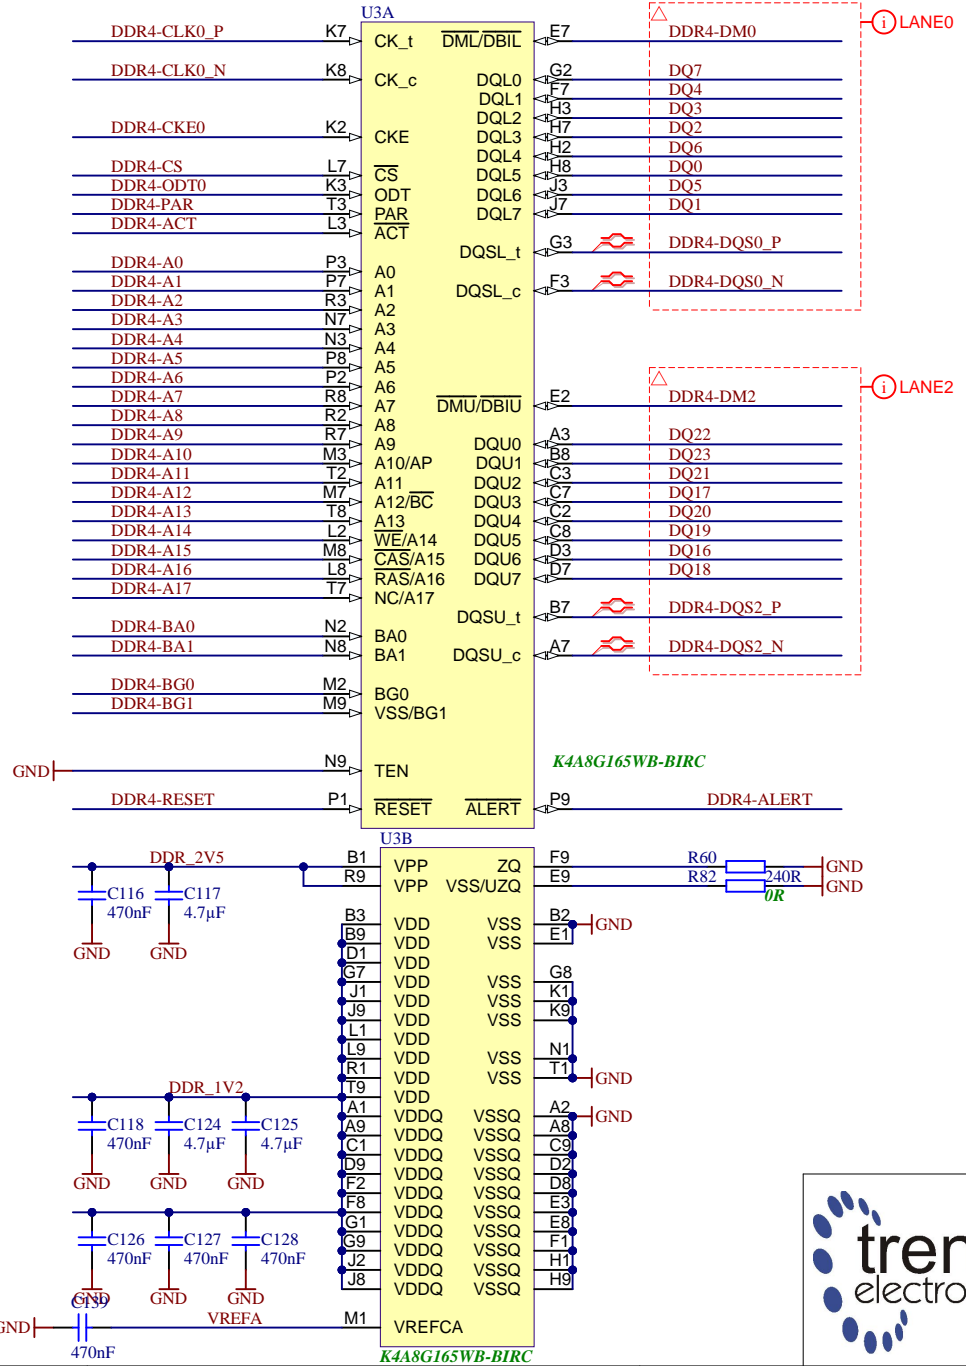 U3A
DDR4-CLK0_P K7 CK_t DML/DBIL E7 DDR4-DM0 LANE0
DDR4-CLK0_N K8 CK_c DQL0 G2 DQ7
DQL1 F7 DQ4
DQL2 H3 DQ3
DDR4-CKE0 K2 CKE DQL3 H7 DQ2
DQL4 H2 DQ6
DDR4-CS L7 CS DQL5 H8 DQ0
DDR4-ODT0 K3 ODT DQL6 J3 DQ5
DDR4-PAR T3 PAR DQL7 J7 DQ1
DDR4-ACT L3 ACT
DQSL_t G3 DDR4-DQS0_P
DDR4-A0 P3 A0
DDR4-A1 P7 A1 DQSL_c F3 DDR4-DQS0_N
DDR4-A2 R3 A2
DDR4-A3 N7 A3
DDR4-A4 N3 A4
DDR4-A5 P8 A5
DDR4-A6 P2 A6 LANE2
DDR4-A7 R8 A7 DMU/DBIU E2 DDR4-DM2
DDR4-A8 R2 A8
DDR4-A9 R7 A9 DQU0 A3 DQ22
DDR4-A10 M3 A10/AP DQU1 B8 DQ23
DDR4-A11 T2 A11 DQU2 C3 DQ21
DDR4-A12 M7 A12/BC DQU3 C7 DQ17
DDR4-A13 T8 A13 DQU4 C2 DQ20
DDR4-A14 L2 WE/A14 DQU5 C8 DQ19
DDR4-A15 M8 CAS/A15 DQU6 D3 DQ16
DDR4-A16 L8 RAS/A16 DQU7 D7 DQ18
DDR4-A17 T7 NC/A17
DQSU_t B7 DDR4-DQS2_P
DDR4-BA0 N2 BA0
DDR4-BA1 N8 BA1 DQSU_c A7 DDR4-DQS2_N
DDR4-BG0 M2 BG0
DDR4-BG1 M9 VSS/BG1
GND N9 TEN K4A8G165WB-BIRC
DDR4-RESET P1 RESET ALERT P9 DDR4-ALERT
U3B
DDR_2V5 B1 VPP ZQ F9 R60 240R GND
R9 VPP VSS/UZQ E9 R82 0R GND
C116 470nF GND
C117 4.7µF GND
B3 VDD VSS B2 GND
B9 VDD VSS E1
D1 VDD
G7 VDD VSS G8
J1 VDD VSS K1
J9 VDD VSS K9
L1 VDD
L9 VDD VSS N1
R1 VDD VSS T1 GND
DDR_1V2 T9 VDD
A1 VDDQ VSSQ A2 GND
A9 VDDQ VSSQ A8
C1 VDDQ VSSQ C9
D9 VDDQ VSSQ D2
F2 VDDQ VSSQ D8
F8 VDDQ VSSQ E3
G1 VDDQ VSSQ E8
G9 VDDQ VSSQ F1
J2 VDDQ VSSQ H1
J8 VDDQ VSSQ H9
C118 470nF GND
C124 4.7µF GND
C125 4.7µF GND
C126 470nF GND
C127 470nF GND
C128 470nF GND
GND C139 470nF VREFA M1 VREFCA
K4A8G165WB-BIRC
tren
electro